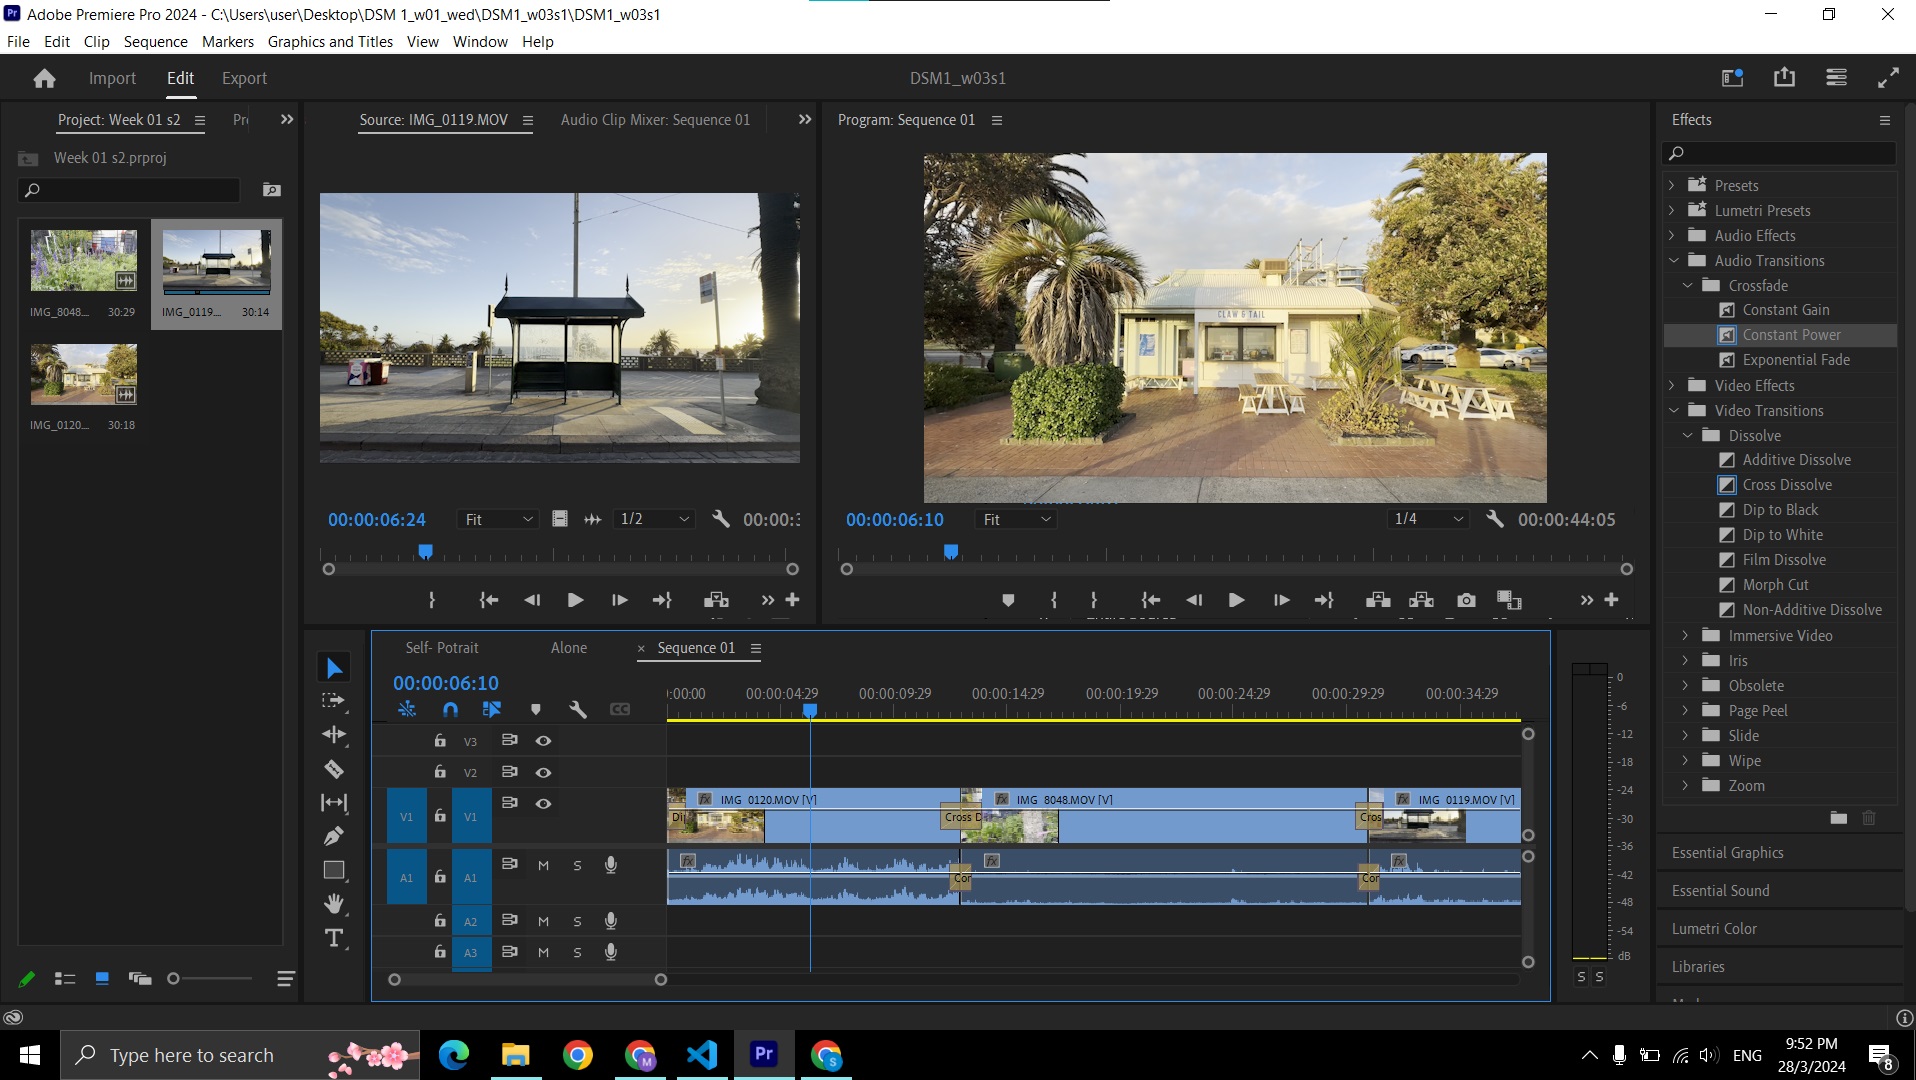 Adobe Premiere Pro 2024 - C:\Users\user\Desktop\DSM 1_w01_wed\DSM1_w03s1\DSM1_w03s1
File Edit Clip Sequence Markers Graphics and Titles View Window Help
Import Edit Export
DSM1_w03s1
Project: Week 01 s2
Source: IMG_0119.MOV
Audio Clip Mixer: Sequence 01
Program: Sequence 01
Effects
Week 01 s2.prproj
IMG_8048... 30:29
IMG_0119... 30:14
IMG_0120... 30:18
CLAW & TAIL
00:00:06:24 Fit 1/2
00:00:06:10 Fit 1/4 00:00:44:05
Presets
Lumetri Presets
Audio Effects
Audio Transitions
Crossfade
Constant Gain
Constant Power
Exponential Fade
Video Effects
Video Transitions
Dissolve
Additive Dissolve
Cross Dissolve
Dip to Black
Dip to White
Film Dissolve
Morph Cut
Non-Additive Dissolve
Immersive Video
Iris
Obsolete
Page Peel
Slide
Wipe
Zoom
Essential Graphics
Essential Sound
Lumetri Color
Libraries
Self- Potrait Alone × Sequence 01
00:00:06:10
:00:00 00:00:04:29 00:00:09:29 00:00:14:29 00:00:19:29 00:00:24:29 00:00:29:29 00:00:34:29
CC
V3
V2
V1 V1
IMG_0120.MOV [V] IMG_8048.MOV [V] IMG_0119.MOV [V]
Cross D Cros
A1 A1 M S
fx fx fx
A2 M S
A3 M S
0
-6
-12
-18
-24
-30
-36
-42
-48
-54
dB
S S
Type here to search
Pr
ENG
9:52 PM
28/3/2024
8